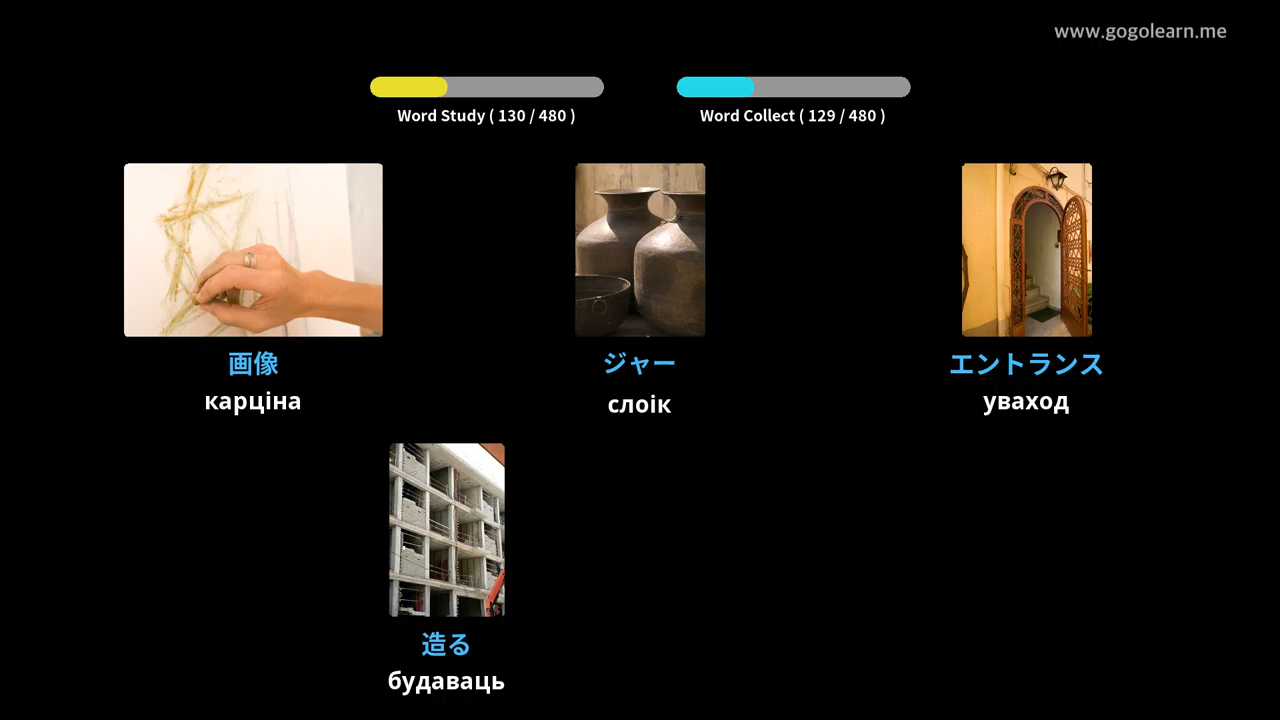 www.gogolearn.me
Word Study ( 130 / 480 )
Word Collect ( 129 / 480 )
画像
карціна
ジャー
слоік
エントランス
уваход
造る
будаваць